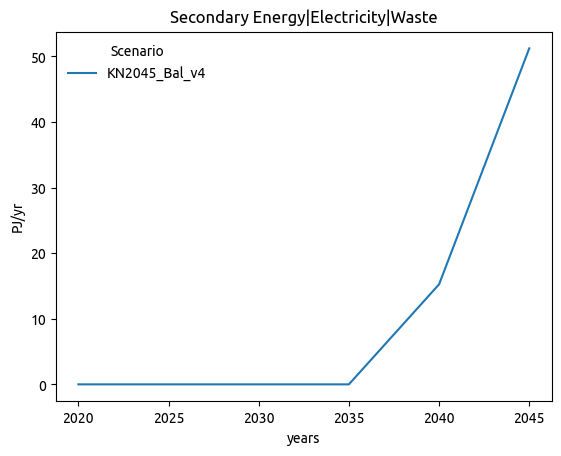 Secondary Energy|Electricity|Waste
Scenario
KN2045_Bal_v4
PJ/yr
50
40
30
20
10
0
2020 2025 2030 2035 2040 2045
years